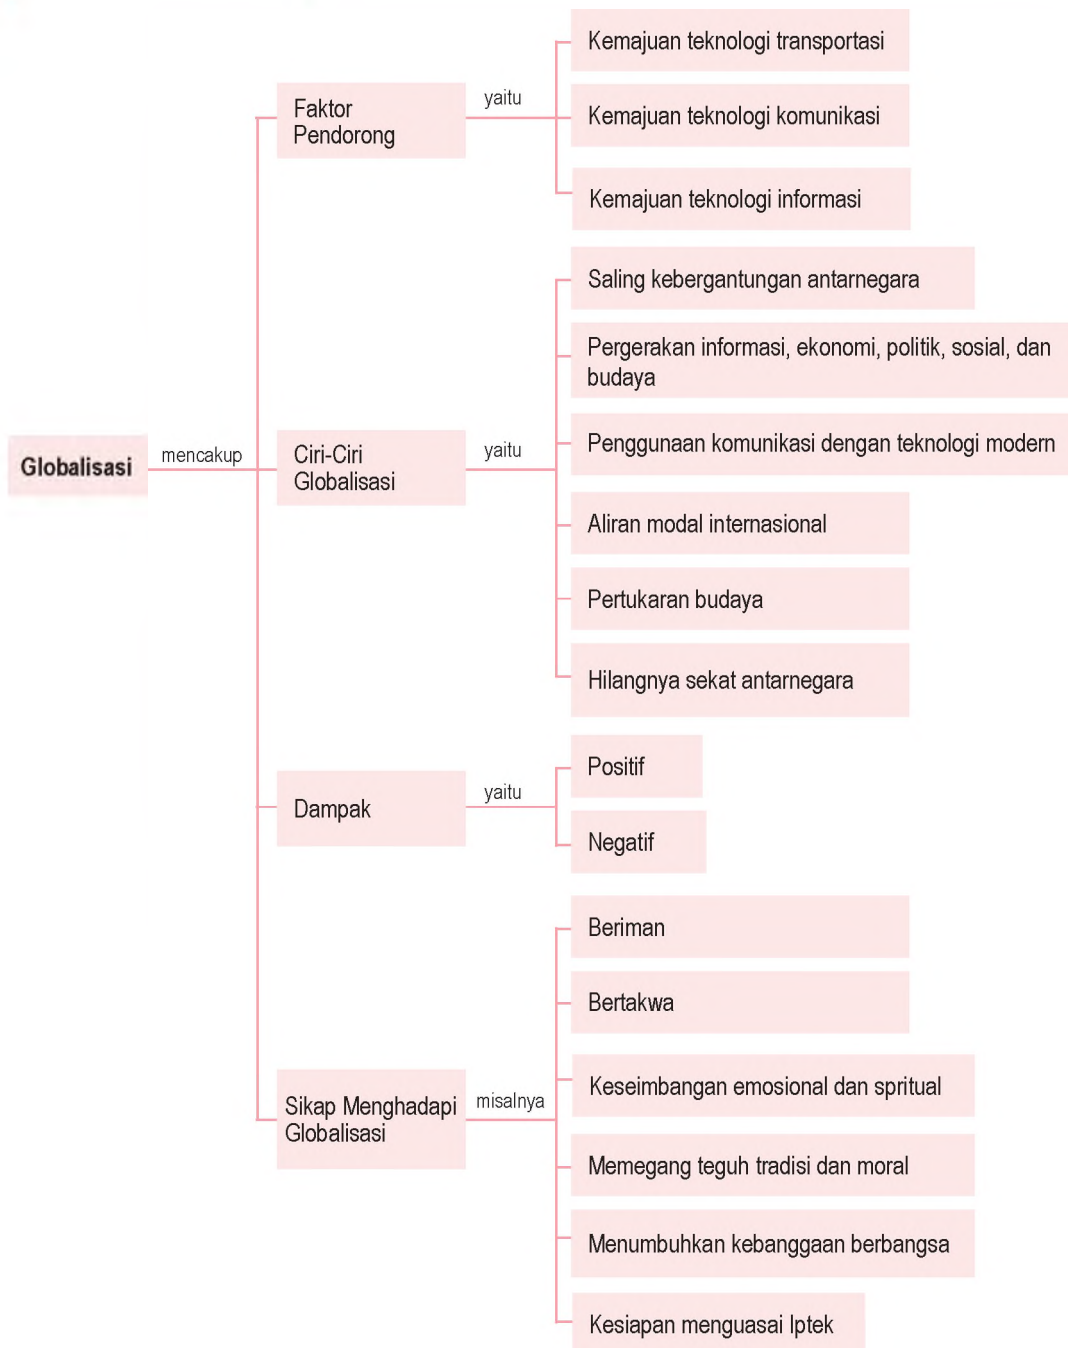 Globalisasi
mencakup
Faktor
Pendorong
yaitu
Kemajuan teknologi transportasi
Kemajuan teknologi komunikasi
Kemajuan teknologi informasi
Ciri-Ciri
Globalisasi
yaitu
Saling kebergantungan antarnegara
Pergerakan informasi, ekonomi, politik, sosial, dan
budaya
Penggunaan komunikasi dengan teknologi modern
Aliran modal internasional
Pertukaran budaya
Hilangnya sekat antarnegara
Dampak
yaitu
Positif
Negatif
Sikap Menghadapi
Globalisasi
misalnya
Beriman
Bertakwa
Keseimbangan emosional dan spritual
Memegang teguh tradisi dan moral
Menumbuhkan kebanggaan berbangsa
Kesiapan menguasai Iptek